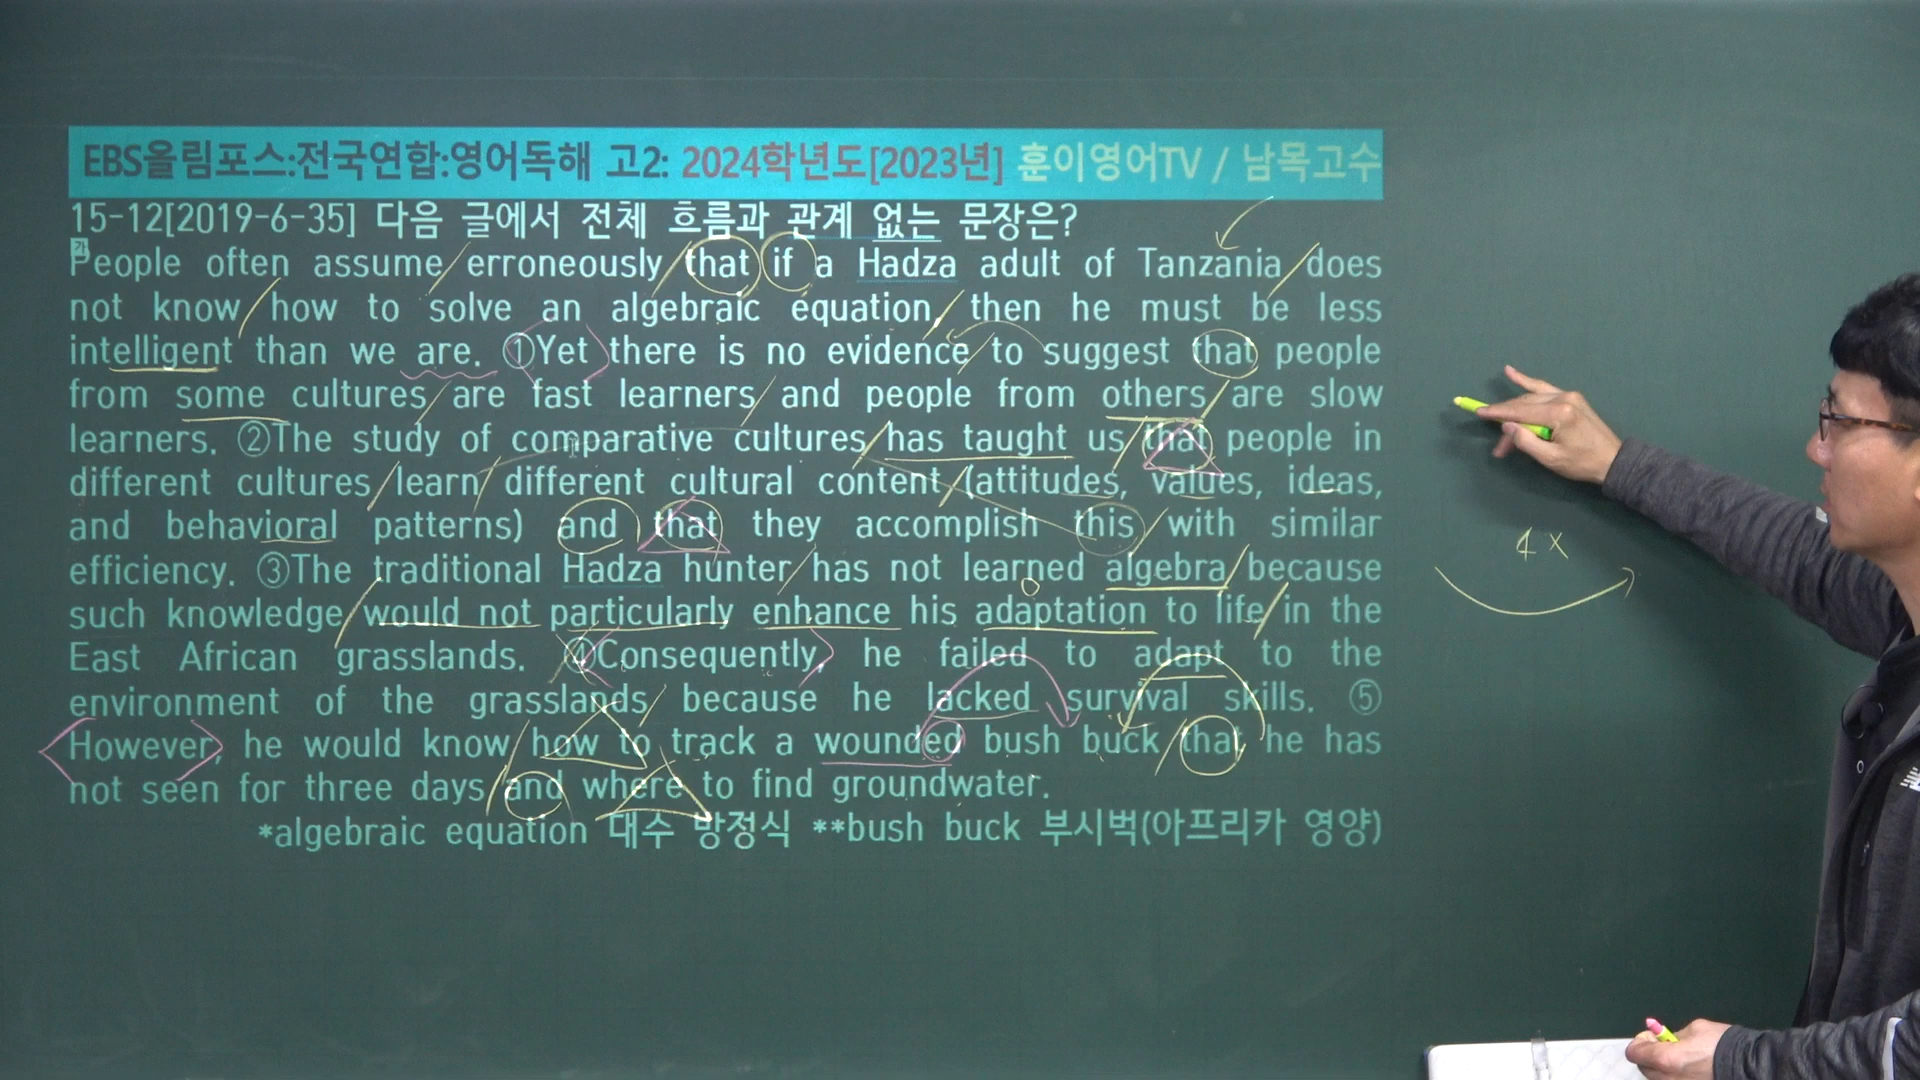 EBS올림포스:전국연합:영어독해 고2: 2024학년도[2023년] 훈이영어TV / 남목고수
15-12[2019-6-35] 다음 글에서 전체 흐름과 관계 없는 문장은?
People often assume erroneously that if a Hadza adult of Tanzania does
not know how to solve an algebraic equation, then he must be less
intelligent than we are. ①Yet there is no evidence to suggest that people
from some cultures are fast learners and people from others are slow
learners. ②The study of comparative cultures has taught us that people in
different cultures learn different cultural content (attitudes, values, ideas,
and behavioral patterns) and that they accomplish this with similar
efficiency. ③The traditional Hadza hunter has not learned algebra because
such knowledge would not particularly enhance his adaptation to life in the
East African grasslands. ④Consequently, he failed to adapt to the
environment of the grasslands because he lacked survival skills. ⑤
However, he would know how to track a wounded bush buck that he has
not seen for three days and where to find groundwater.
*algebraic equation 대수 방정식 **bush buck 부시벅(아프리카 영양)
4 x